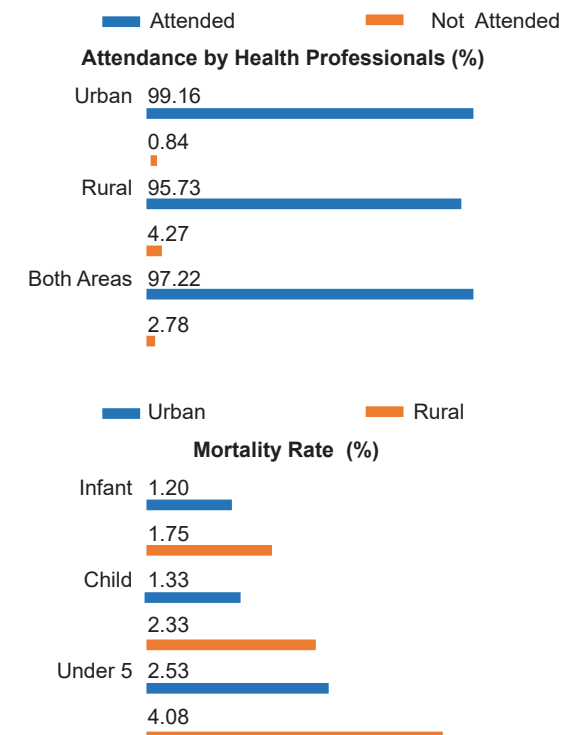 Attended Not Attended
Attendance by Health Professionals (%)
Urban 99.16
0.84
Rural 95.73
4.27
Both Areas 97.22
2.78
Urban Rural
Mortality Rate (%)
Infant 1.20
1.75
Child 1.33
2.33
Under 5 2.53
4.08